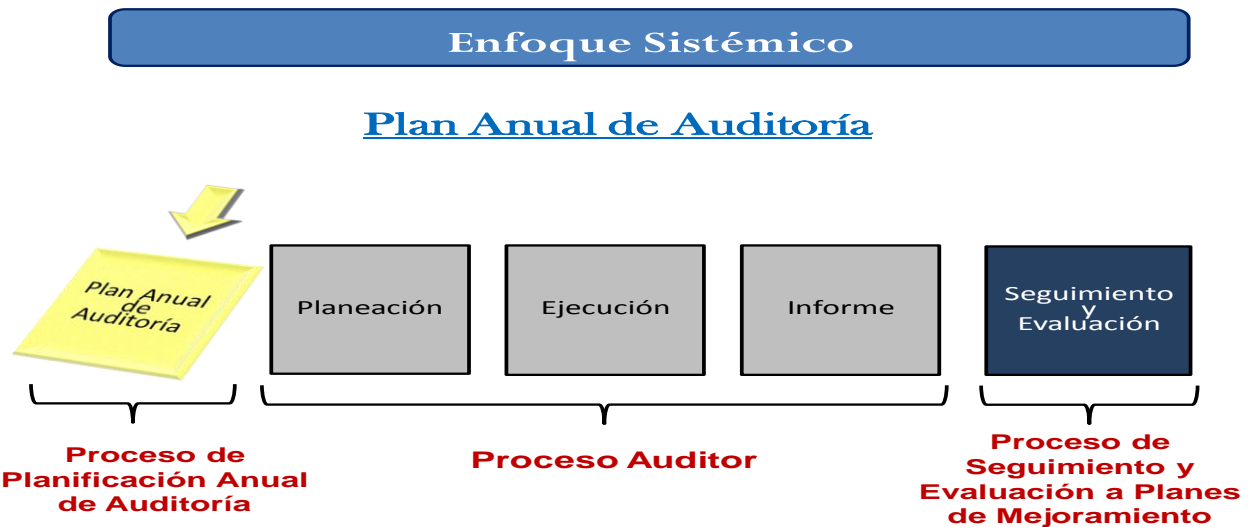 Enfoque Sistémico
Plan Anual de Auditoría
Plan Anual
de
Auditoría
Planeación
Ejecución
Informe
Seguimiento
y
Evaluación
Proceso de
Planificación Anual
de Auditoría
Proceso Auditor
Proceso de
Seguimiento y
Evaluación a Planes
de Mejoramiento